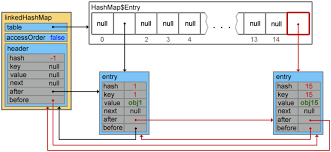 linkedHashMap
table
accessOrder false
header
hash -1
key null
value null
next null
after
before
HashMap$Entry
null null null null . . . null null
0 1 2 3 4 13 14
entry
hash 1
key 1
value obj1
next null
after
before
entry
hash 15
key 15
value obj15
next null
after
before